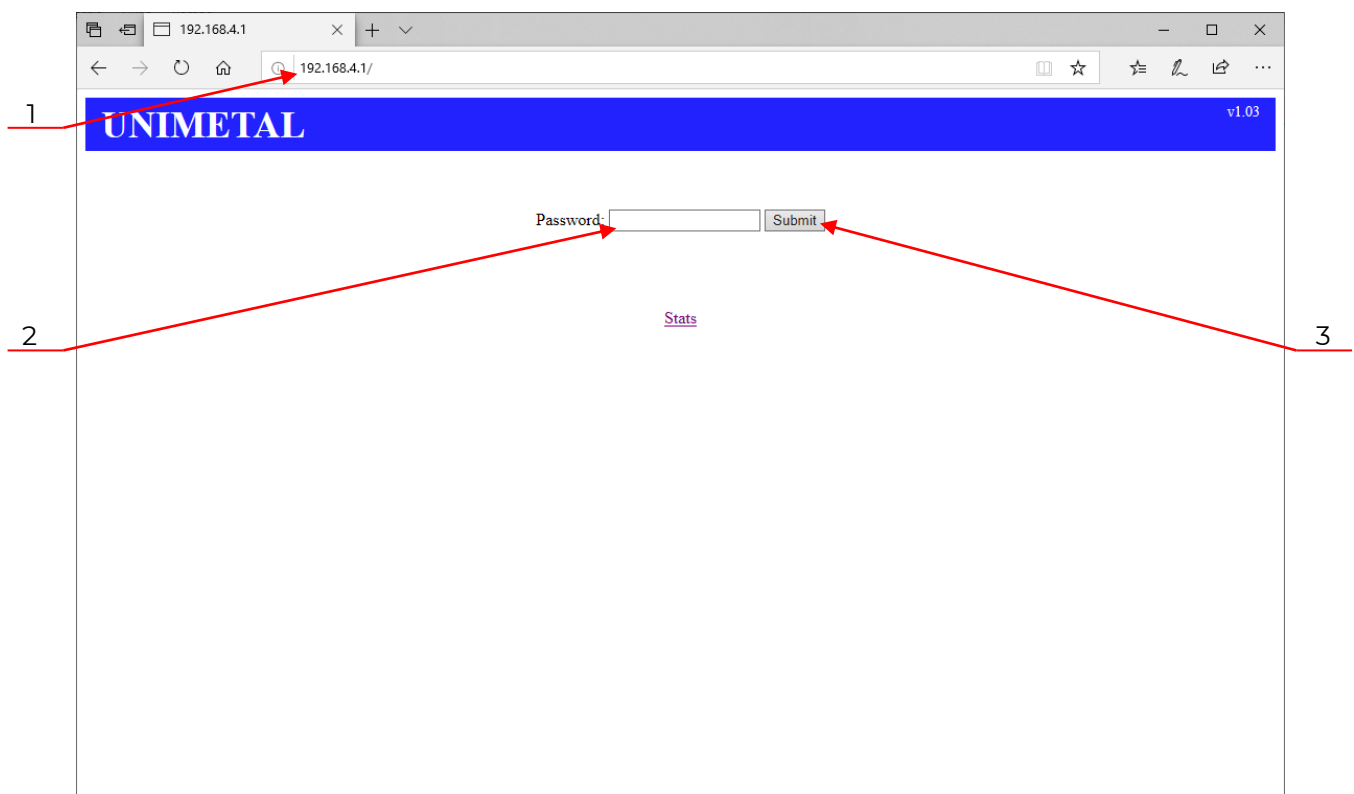 192.168.4.1
192.168.4.1/
1
UNIMETAL
v1.03
Password:
Submit
Stats
2
3